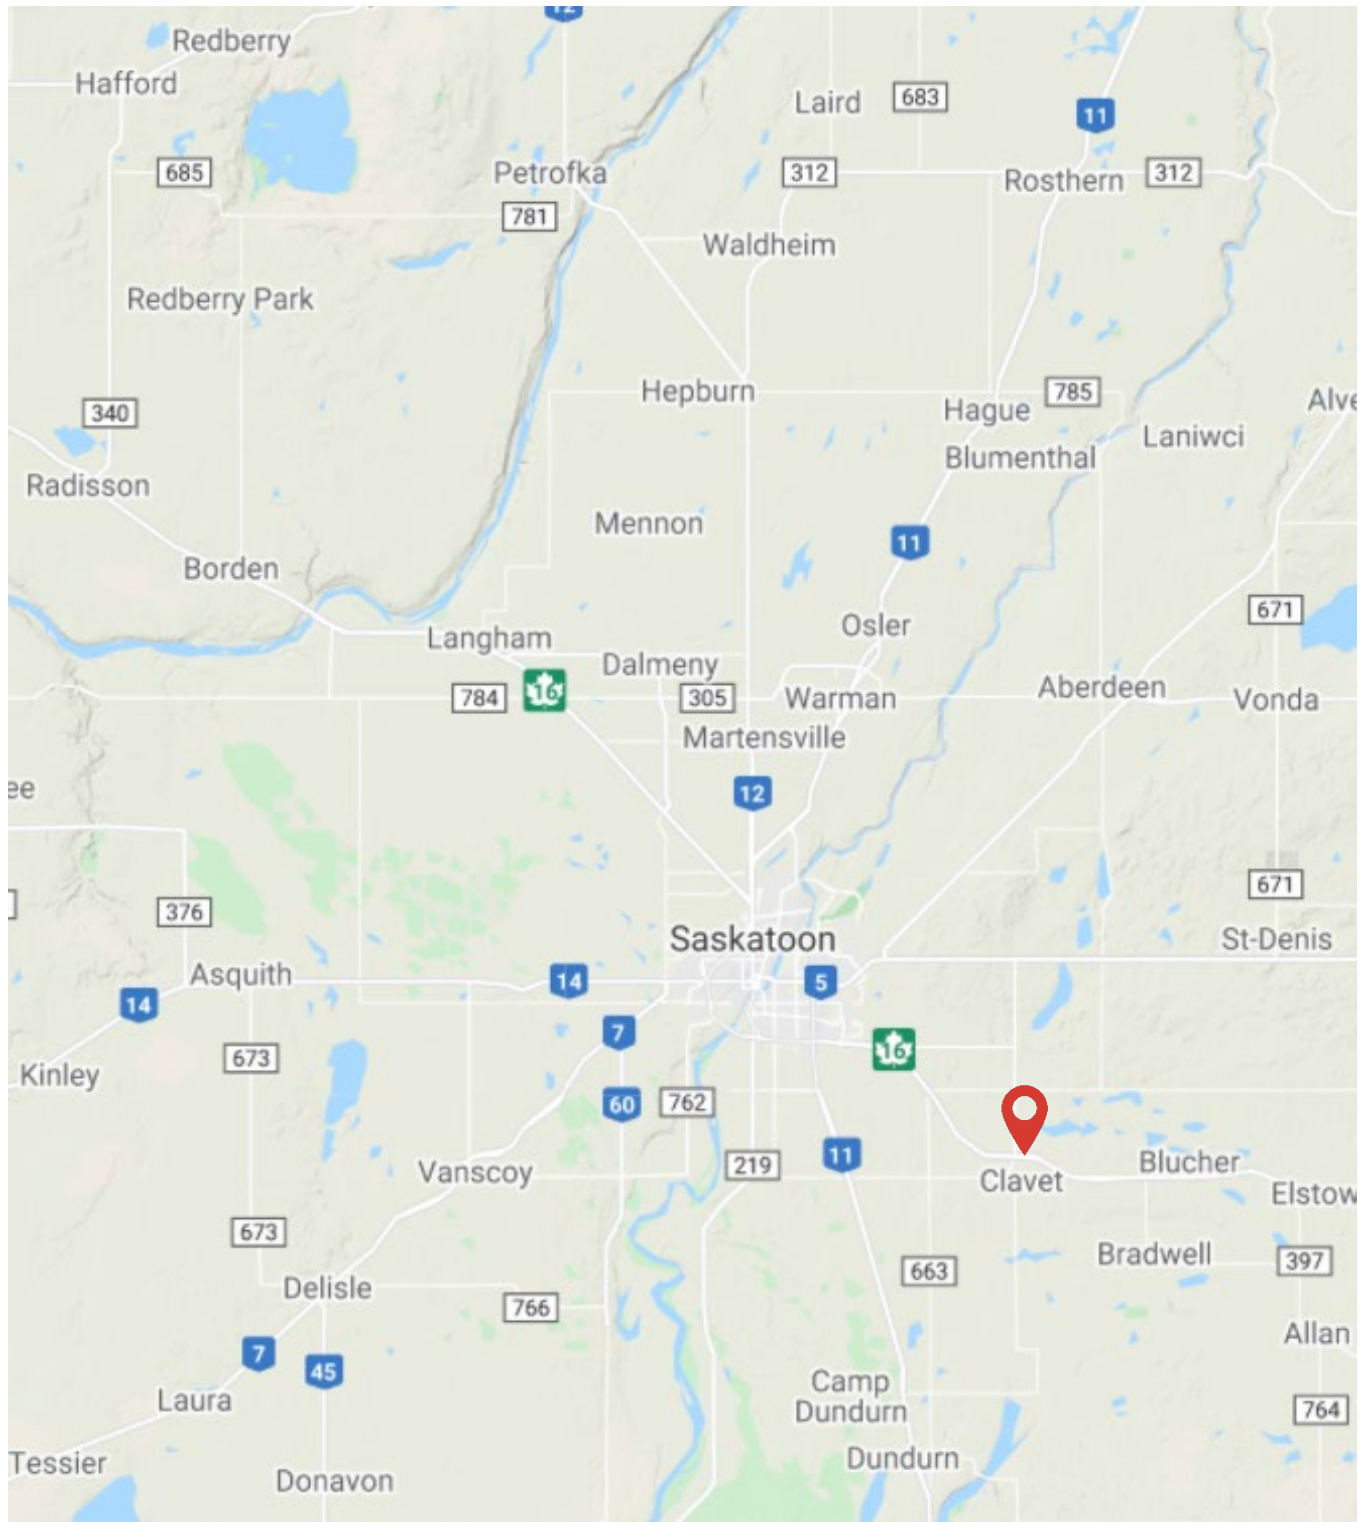 12
Redberry
Hafford
Laird
683
11
685
Petrofka
312
Rosthern
312
781
Waldheim
Redberry Park
340
Hepburn
785
Hague
Alve
Laniwci
Blumenthal
Radisson
Mennon
11
Borden
671
Osler
Langham
Dalmeny
16
784
305
Warman
Aberdeen
Vonda
Martensville
ee
12
671
376
Saskatoon
St-Denis
Asquith
14
5
14
7
16
673
Kinley
60
762
11
219
Vanscoy
Blucher
Clavet
Elstow
673
Bradwell
397
663
Delisle
766
Allan
7
45
Camp
Dundurn
Laura
764
Tessier
Dundurn
Donavon